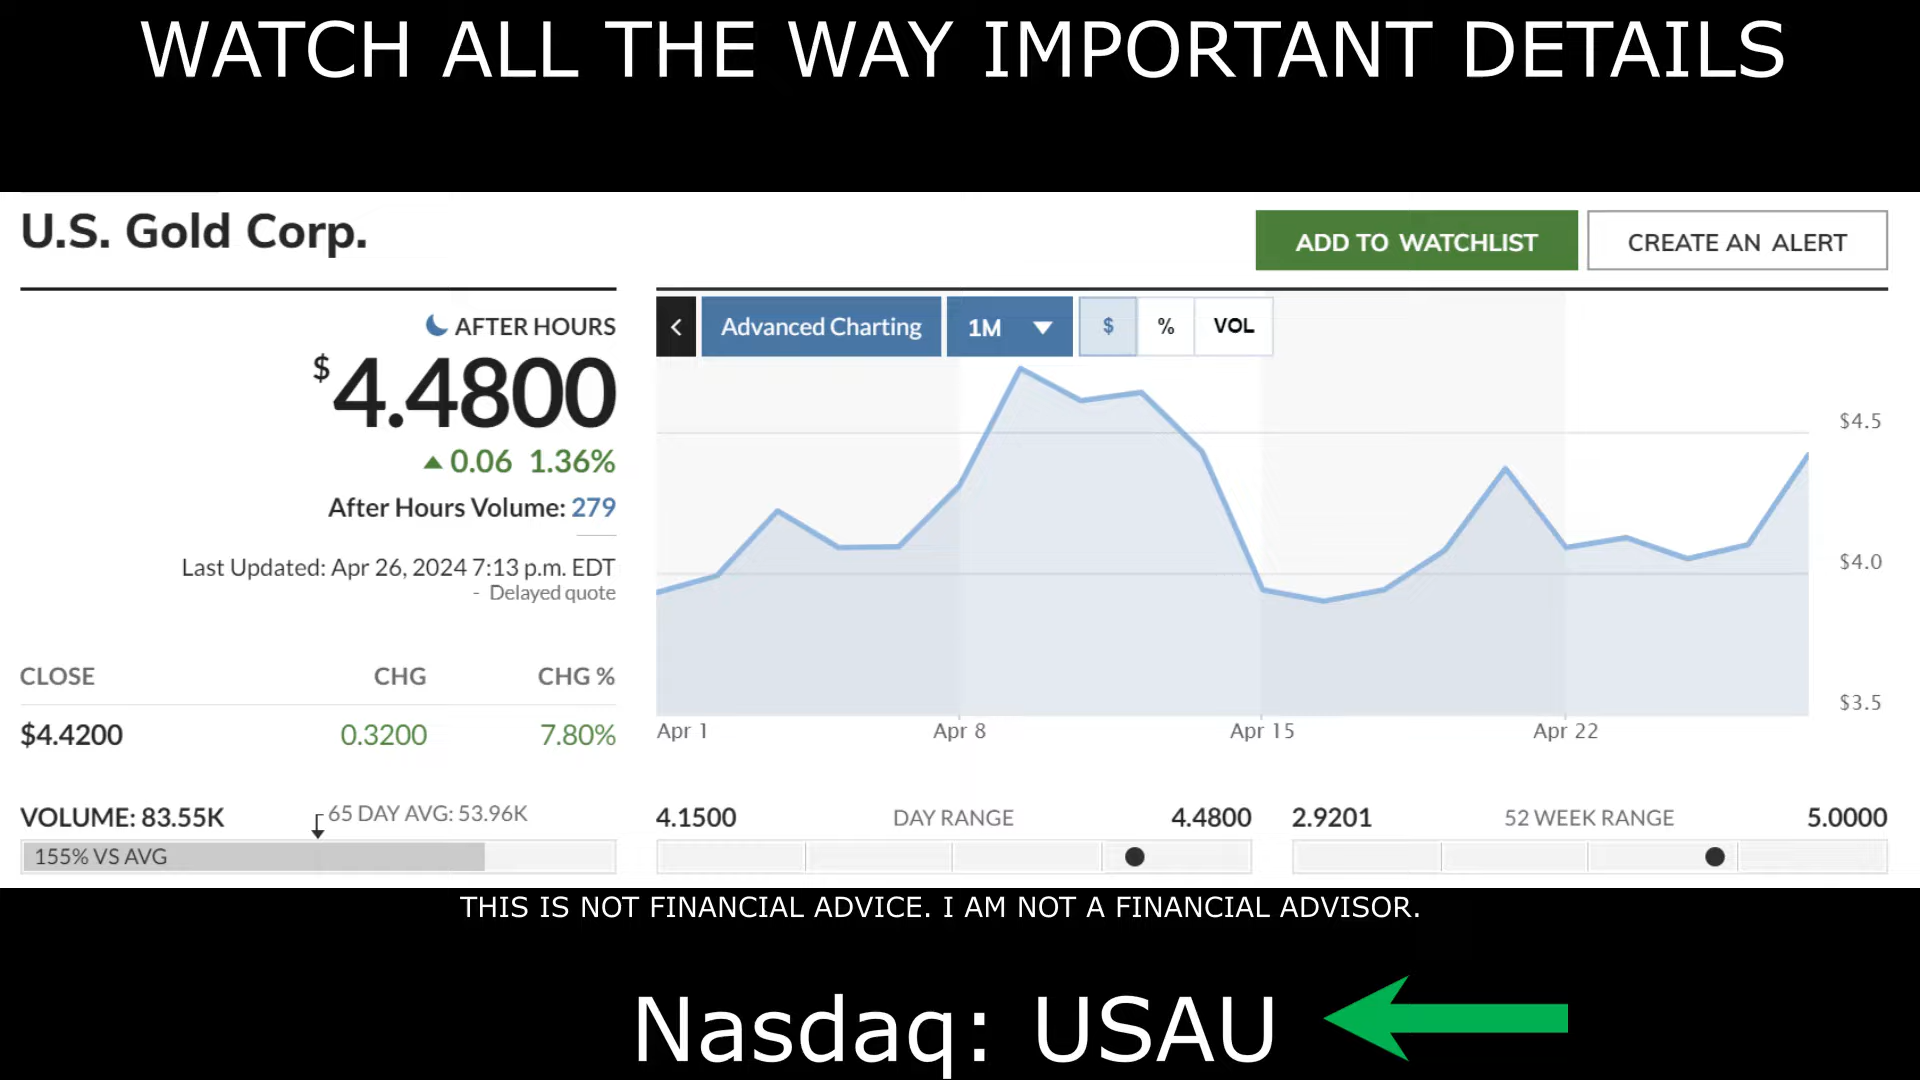 WATCH ALL THE WAY IMPORTANT DETAILS
U.S. Gold Corp.
ADD TO WATCHLIST
CREATE AN ALERT
AFTER HOURS
$4.4800
0.06 1.36%
After Hours Volume: 279
Last Updated: Apr 26, 2024 7:13 p.m. EDT
- Delayed quote
CLOSE CHG CHG %
$4.4200 0.3200 7.80%
VOLUME: 83.55K 65 DAY AVG: 53.96K
155% VS AVG
< Advanced Charting 1M $ % VOL
$4.5
$4.0
$3.5
Apr 1 Apr 8 Apr 15 Apr 22
4.1500 DAY RANGE 4.4800
2.9201 52 WEEK RANGE 5.0000
THIS IS NOT FINANCIAL ADVICE. I AM NOT A FINANCIAL ADVISOR.
Nasdaq: USAU